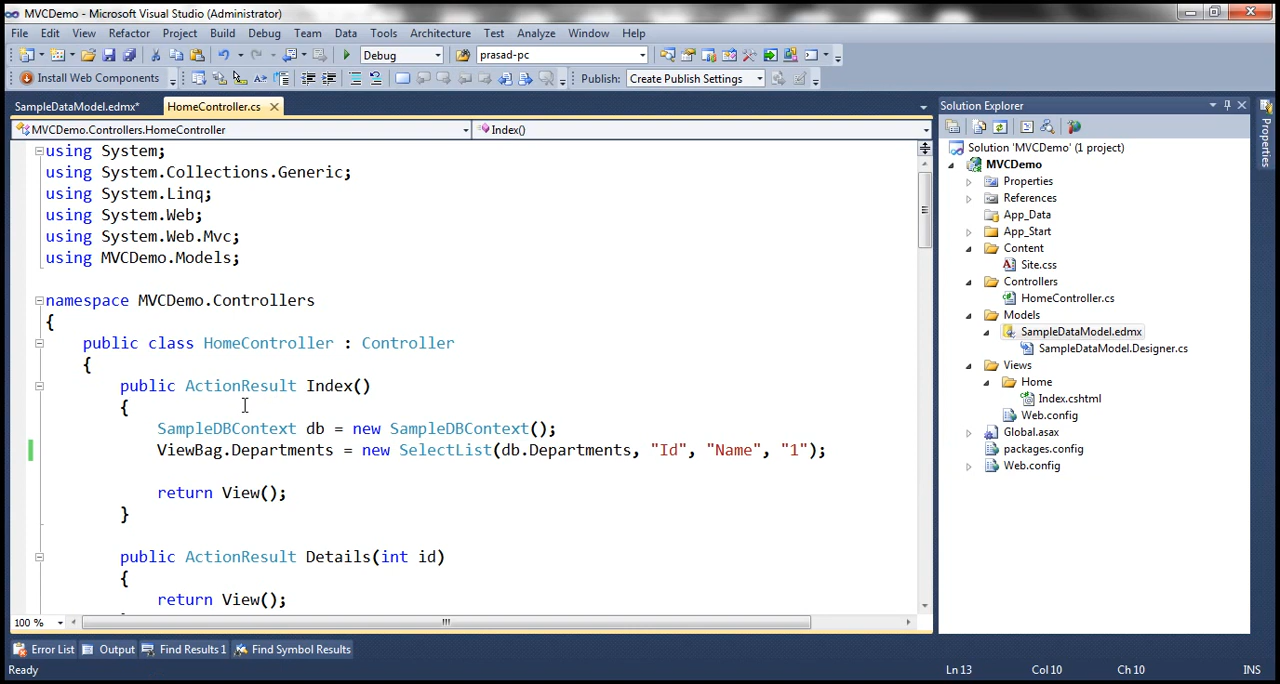 MVCDemo - Microsoft Visual Studio (Administrator)
File Edit View Refactor Project Build Debug Team Data Tools Architecture Test Analyze Window Help
Debug prasad-pc
Install Web Components Publish: Create Publish Settings
SampleDataModel.edmx* HomeController.cs
MVCDemo.Controllers.HomeController Index()
using System;
using System.Collections.Generic;
using System.Linq;
using System.Web;
using System.Web.Mvc;
using MVCDemo.Models;
namespace MVCDemo.Controllers
{
public class HomeController : Controller
{
public ActionResult Index()
{
SampleDBContext db = new SampleDBContext();
ViewBag.Departments = new SelectList(db.Departments, "Id", "Name", "1");
return View();
}
public ActionResult Details(int id)
{
return View();
100 %
Solution Explorer
Solution 'MVCDemo' (1 project)
MVCDemo
Properties
References
App_Data
App_Start
Content
Site.css
Controllers
HomeController.cs
Models
SampleDataModel.edmx
SampleDataModel.Designer.cs
Views
Home
Index.cshtml
Web.config
Global.asax
packages.config
Web.config
Properties
Error List Output Find Results 1 Find Symbol Results
Ready Ln 13 Col 10 Ch 10 INS